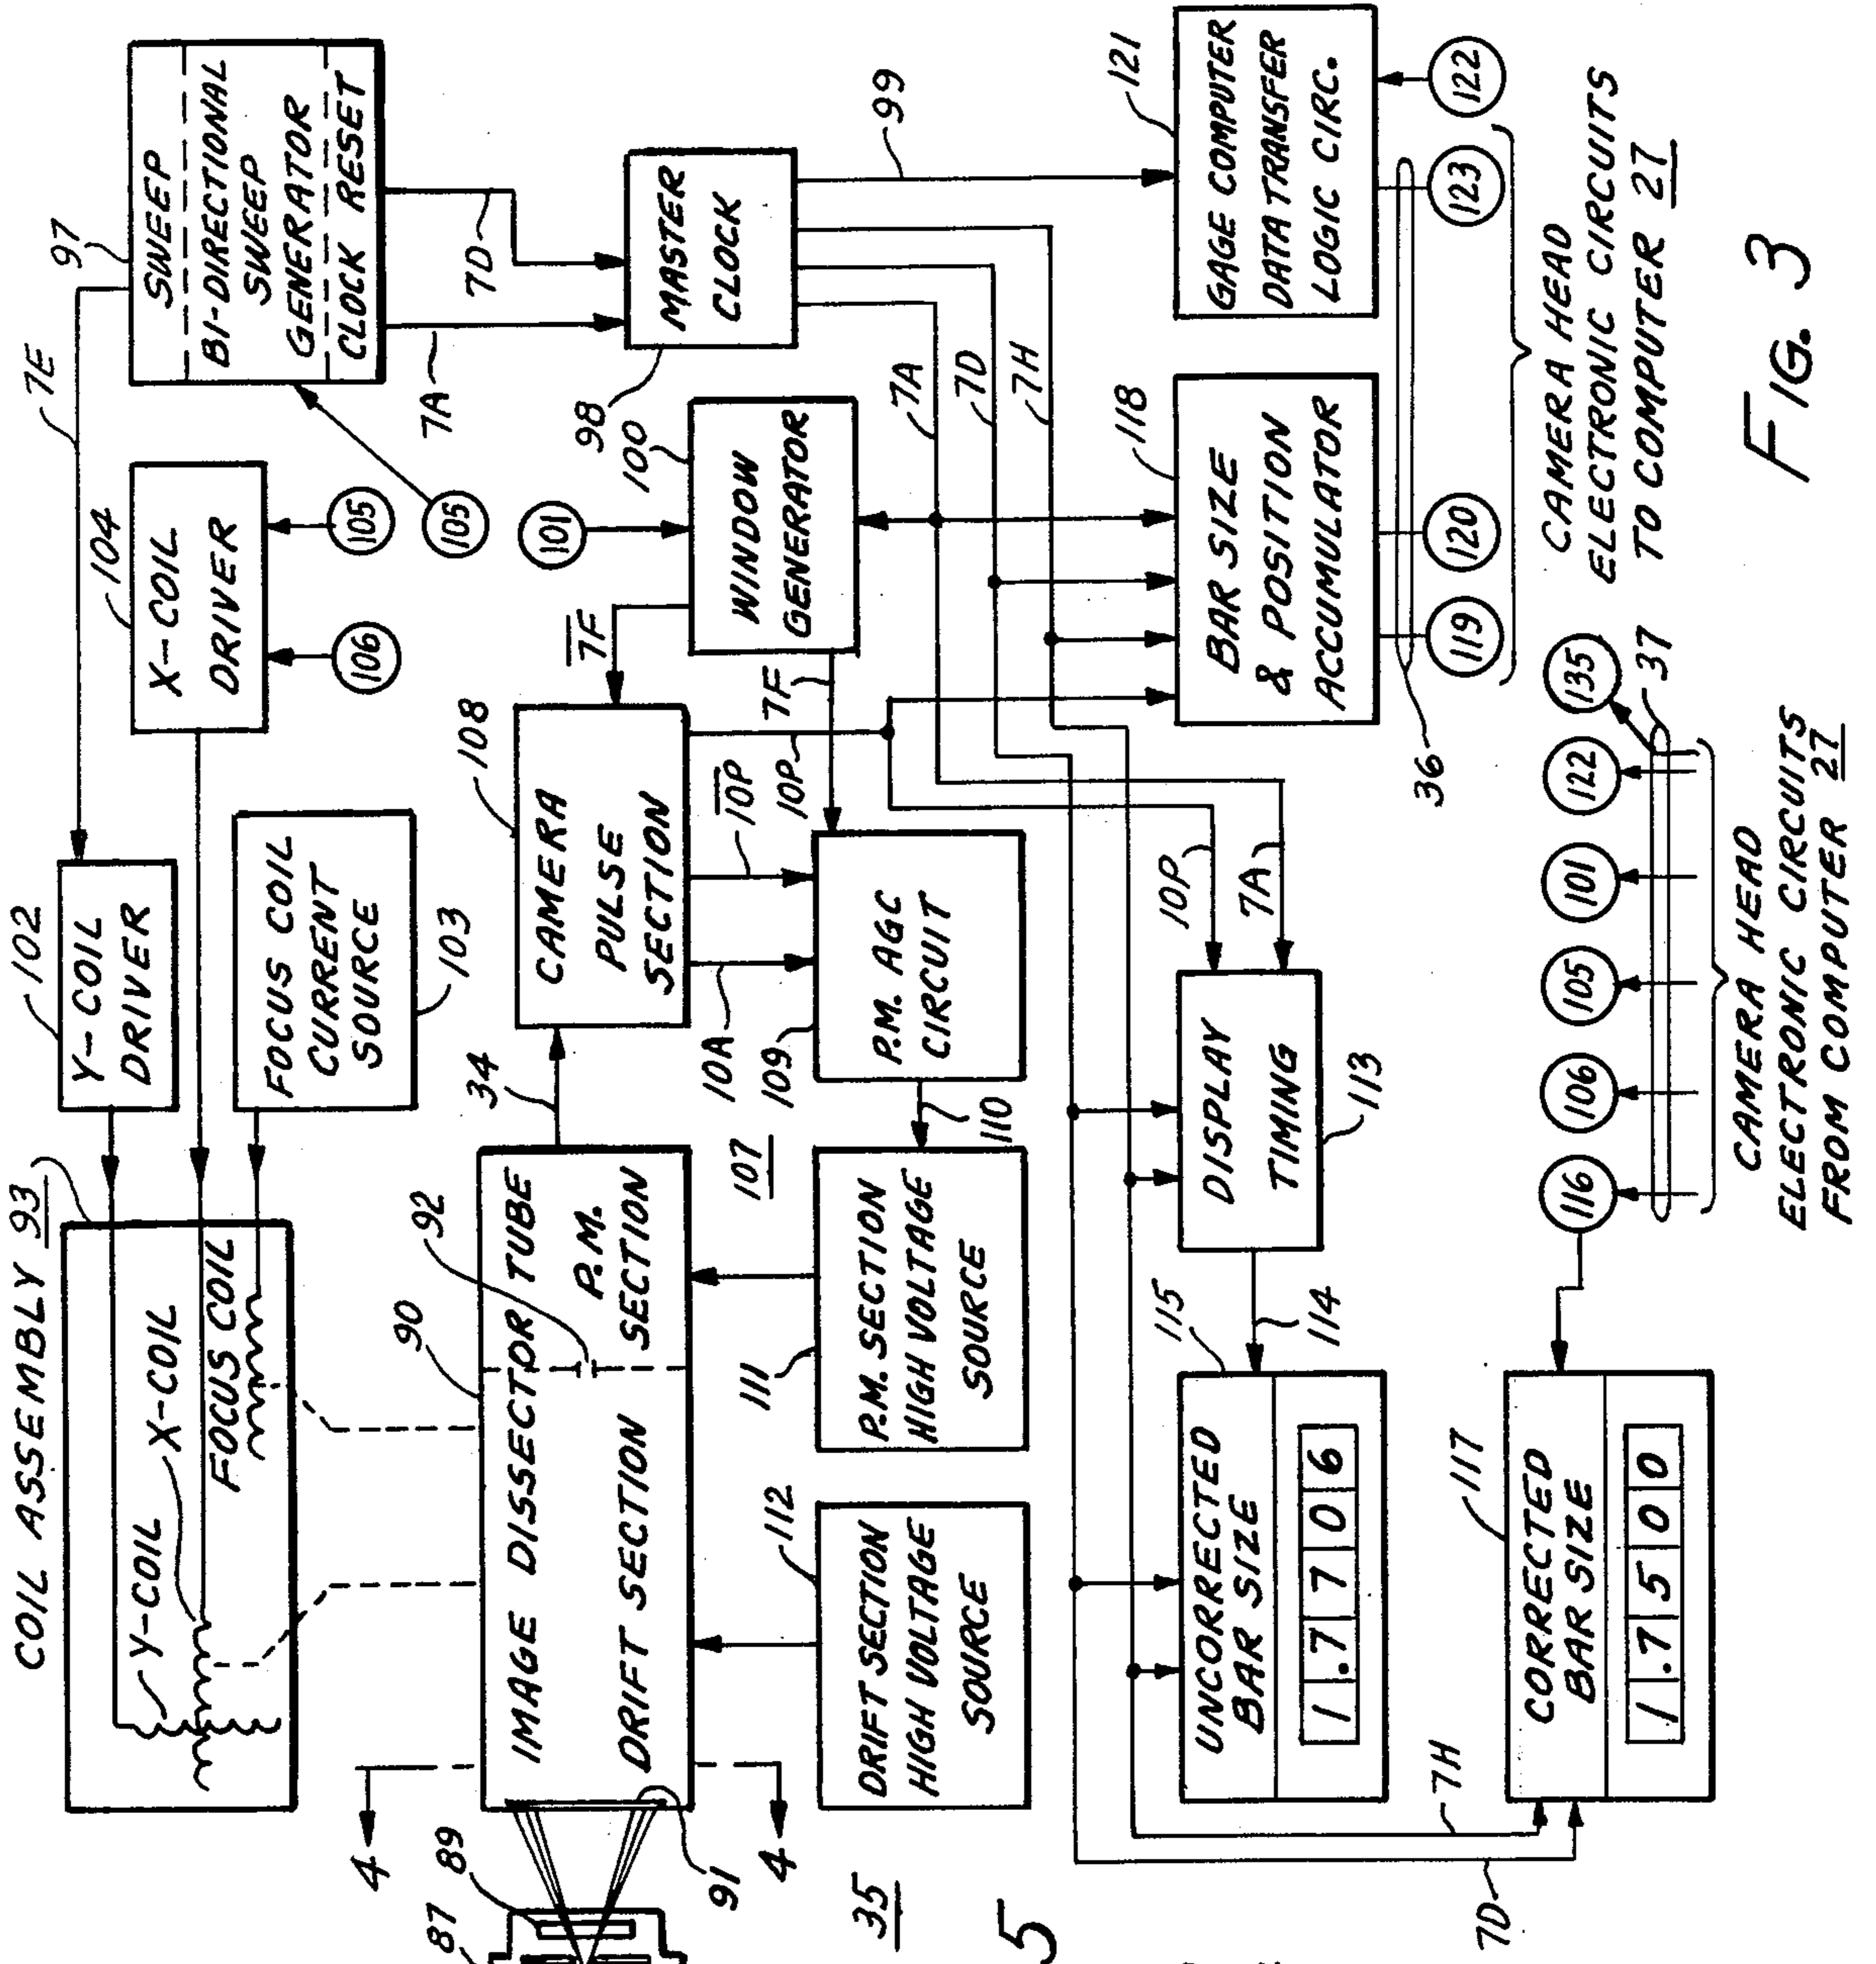 COIL ASSEMBLY 93
Y-COIL
X-COIL
FOCUS COIL
102
Y-COIL
DRIVER
7E
97
SWEEP
BI-DIRECTIONAL
SWEEP
GENERATOR
CLOCK RESET
104
X-COIL
DRIVER
105
106
105
FOCUS COIL
CURRENT
SOURCE
103
7A
7D
98
MASTER
CLOCK
99
100
101
WINDOW
GENERATOR
7F
7F
108
CAMERA
PULSE
SECTION
34
10A
10P
10P
107
90
92
IMAGE DISSECTOR TUBE
DRIFT SECTION
P.M.
SECTION
4
4
87
89
91
35
5
109
P.M. AGC
CIRCUIT
110
111
P.M. SECTION
HIGH VOLTAGE
SOURCE
112
DRIFT SECTION
HIGH VOLTAGE
SOURCE
7A
7D
7H
118
BAR SIZE
& POSITION
ACCUMULATOR
121
GAGE COMPUTER
DATA TRANSFER
LOGIC CIRC.
36
119
120
123
122
CAMERA HEAD
ELECTRONIC CIRCUITS
TO COMPUTER 27
10P
7A
DISPLAY
TIMING
113
114
115
UNCORRECTED
BAR SIZE
1.7706
117
CORRECTED
BAR SIZE
1.7500
7H
7D
116
106
105
101
122
135
37
CAMERA HEAD
ELECTRONIC CIRCUITS
FROM COMPUTER 27
FIG. 3